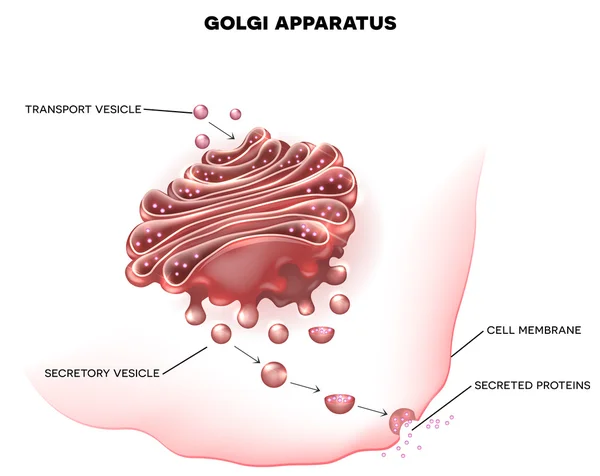 GOLGI APPARATUS
TRANSPORT VESICLE
CELL MEMBRANE
SECRETORY VESICLE
SECRETED PROTEINS